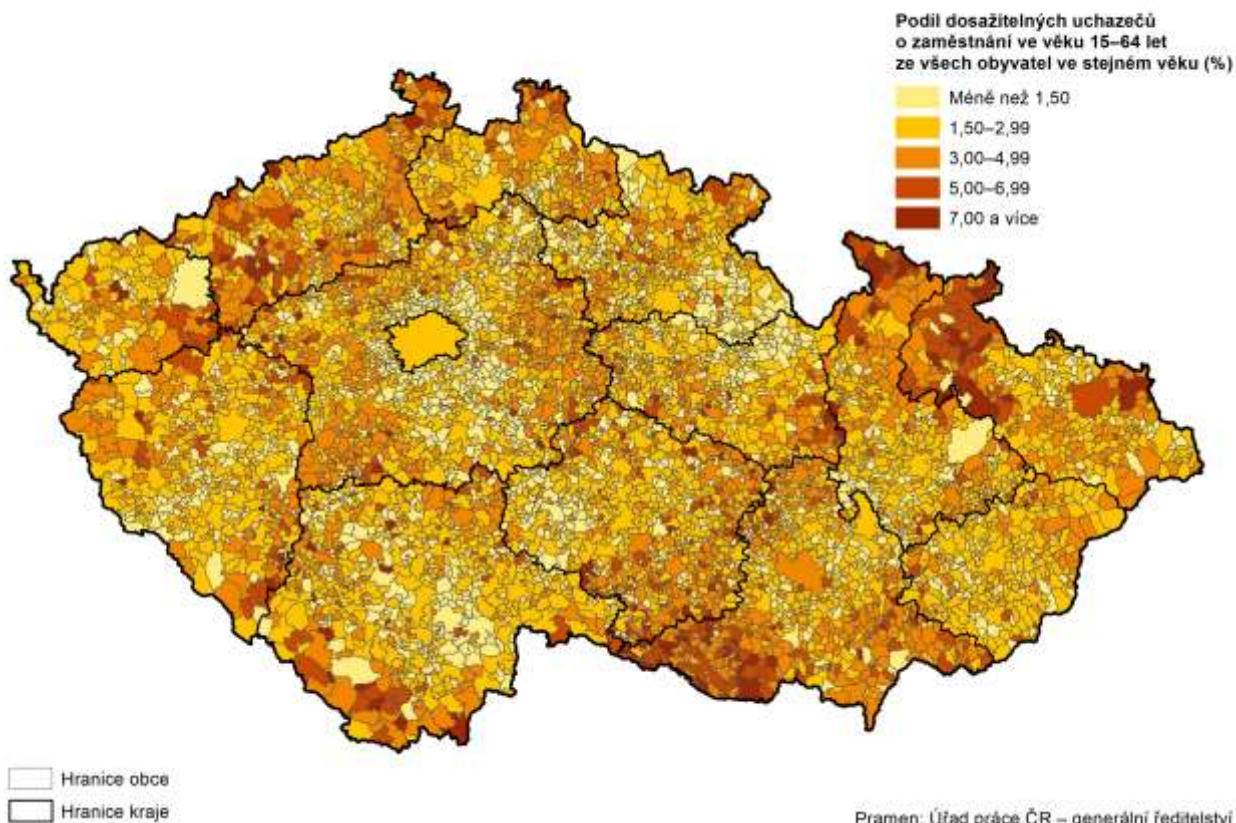 Podíl dosažitelných uchazečů
o zaměstnání ve věku 15–64 let
ze všech obyvatel ve stejném věku (%)
Méně než 1,50
1,50–2,99
3,00–4,99
5,00–6,99
7,00 a více
Hranice obce
Hranice kraje
Pramen: Úřad práce ČR – generální ředitelství